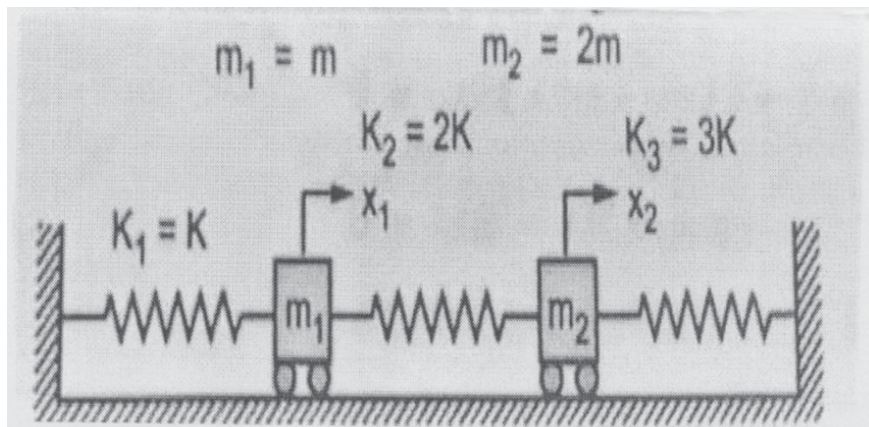 m₁ = m m₂ = 2m
K₂ = 2K K₃ = 3K
K₁ = K x₁ x₂
m₁ m₂